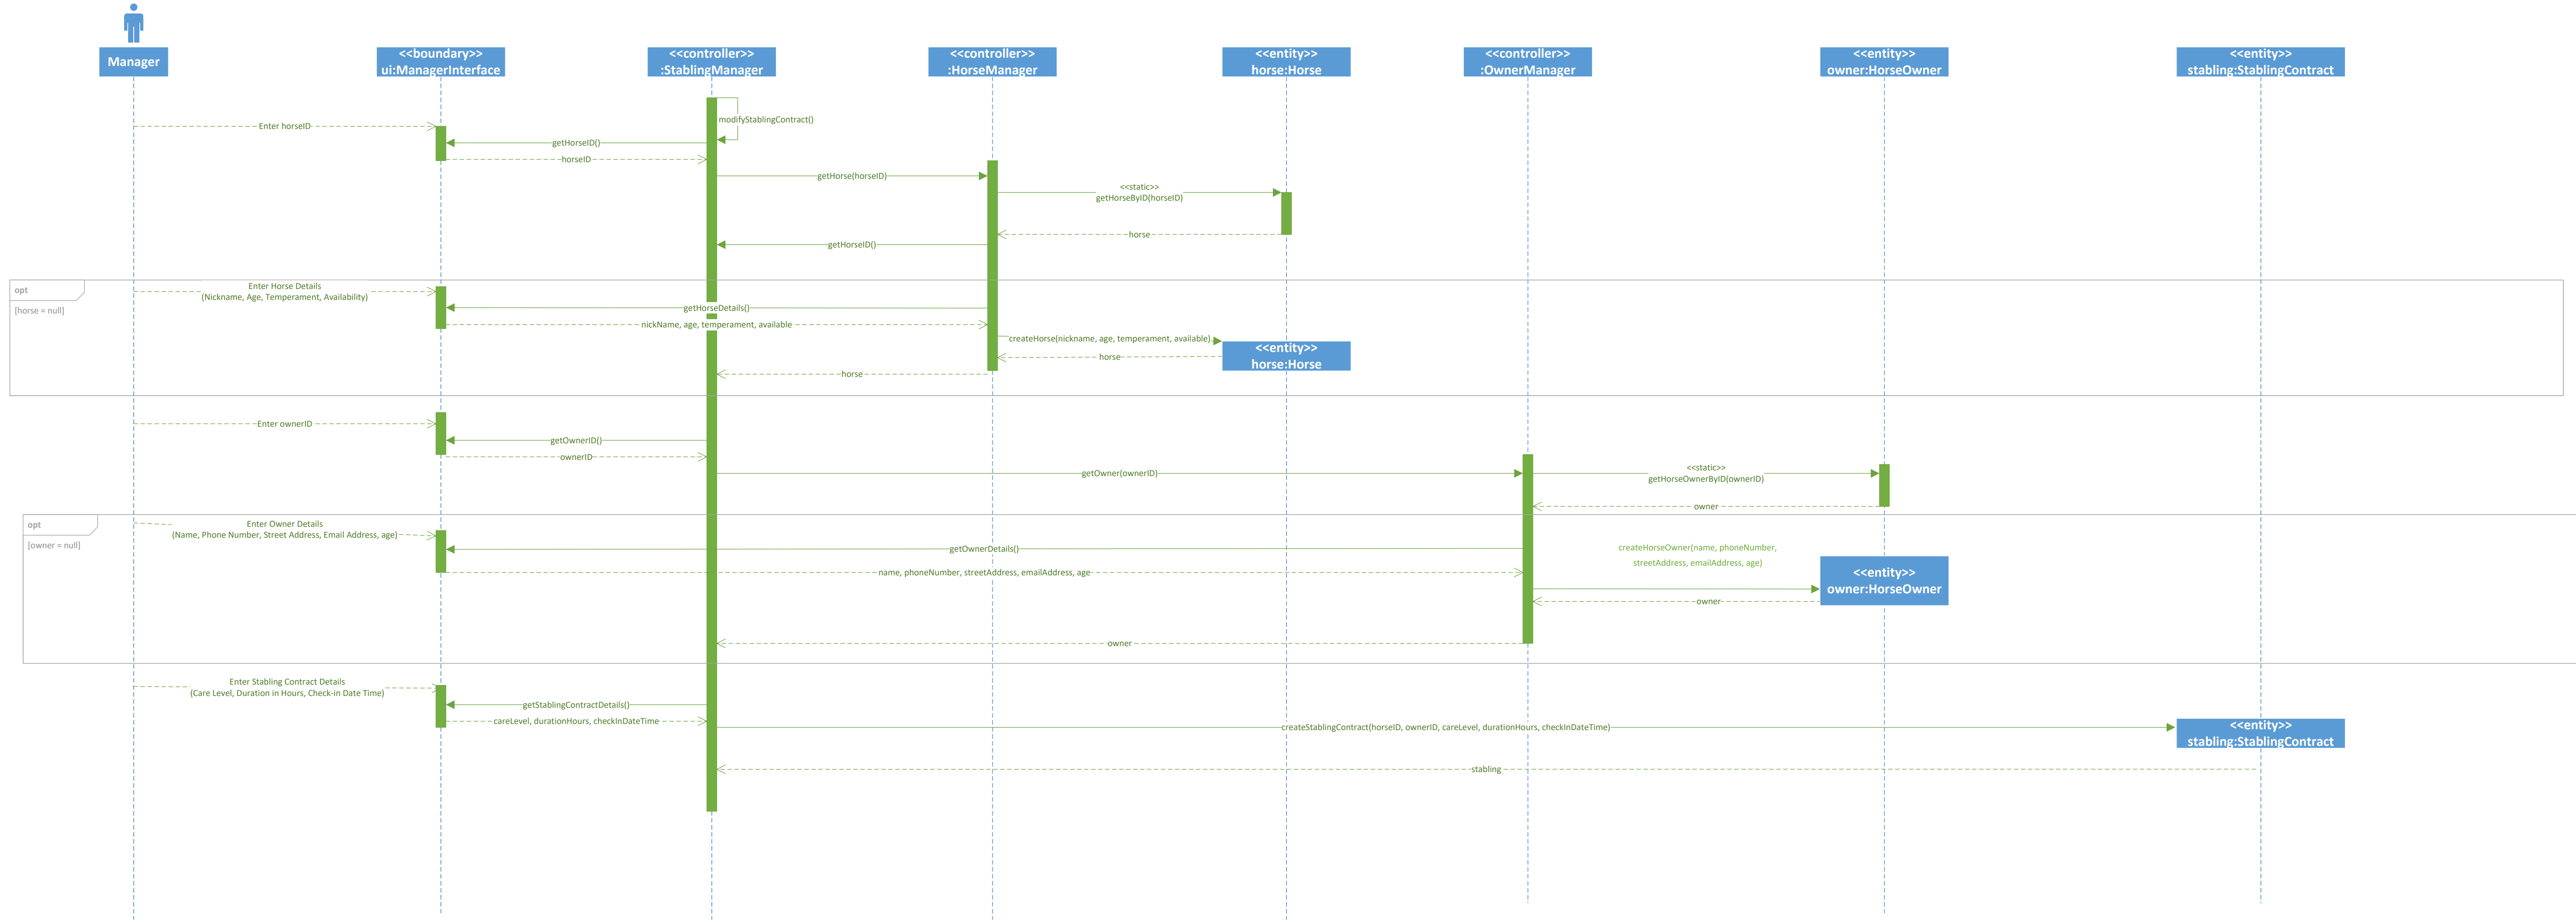 Manager
<<boundary>>
ui:ManagerInterface
<<controller>>
:StablingManager
<<controller>>
:HorseManager
<<entity>>
horse:Horse
<<controller>>
:OwnerManager
<<entity>>
owner:HorseOwner
<<entity>>
stabling:StablingContract
modifyStablingContract()
Enter horseID
getHorseID()
horseID
getHorse(horseID)
<<static>>
getHorseByID(horseID)
horse
getHorseID()
opt
[horse = null]
Enter Horse Details
(Nickname, Age, Temperament, Availability)
getHorseDetails()
nickName, age, temperament, available
createHorse(nickname, age, temperament, available)
<<entity>>
horse:Horse
horse
horse
Enter ownerID
getOwnerID()
ownerID
getOwner(ownerID)
<<static>>
getHorseOwnerByID(ownerID)
owner
opt
[owner = null]
Enter Owner Details
(Name, Phone Number, Street Address, Email Address, age)
getOwnerDetails()
createHorseOwner(name, phoneNumber,
streetAddress, emailAddress, age)
name, phoneNumber, streetAddress, emailAddress, age
<<entity>>
owner:HorseOwner
owner
owner
Enter Stabling Contract Details
(Care Level, Duration in Hours, Check-in Date Time)
getStablingContractDetails()
careLevel, durationHours, checkInDateTime
createStablingContract(horseID, ownerID, careLevel, durationHours, checkInDateTime)
<<entity>>
stabling:StablingContract
stabling